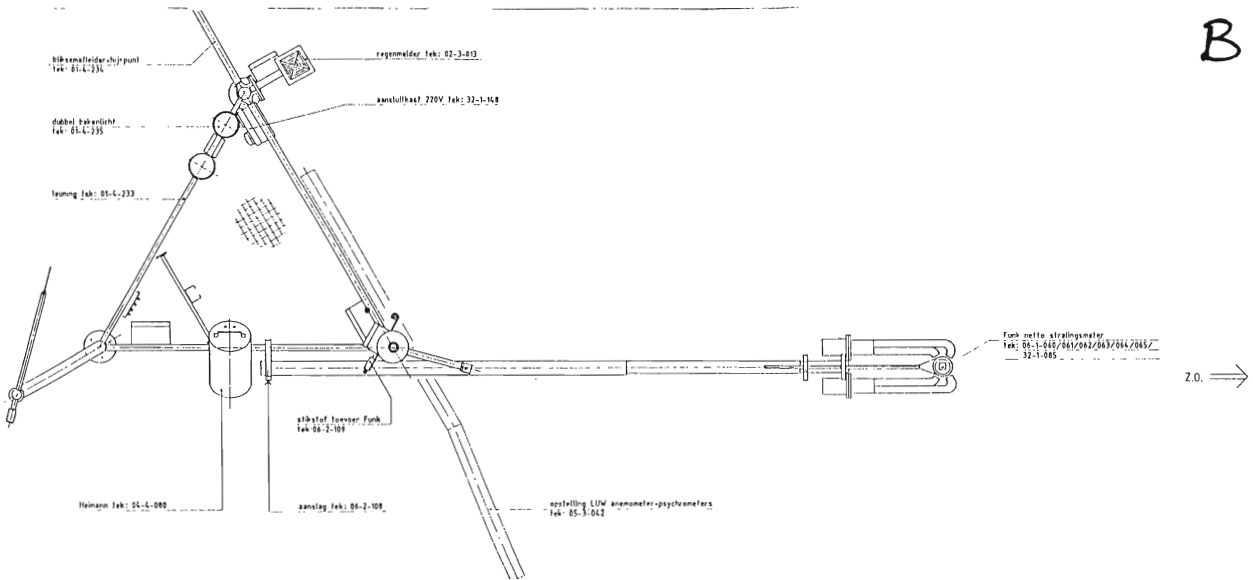 B
bliksemafleider+hijspunt
tek: 01-4-234
regenmelder tek: 02-3-013
aansluitkast 220V tek: 32-1-148
dubbel bakenlicht
tek: 01-4-235
leuning tek: 01-4-233
Funk netto stralingsmeter
tek: 06-1-060/061/062/063/064/065/
32-1-085
Z.O.
stikstof toevoer Funk
tek:06-2-109
Heimann tek: 04-4-080
aanslag tek: 06-2-108
opstelling LUW anemometer-psychrometers
tek: 05-3-042